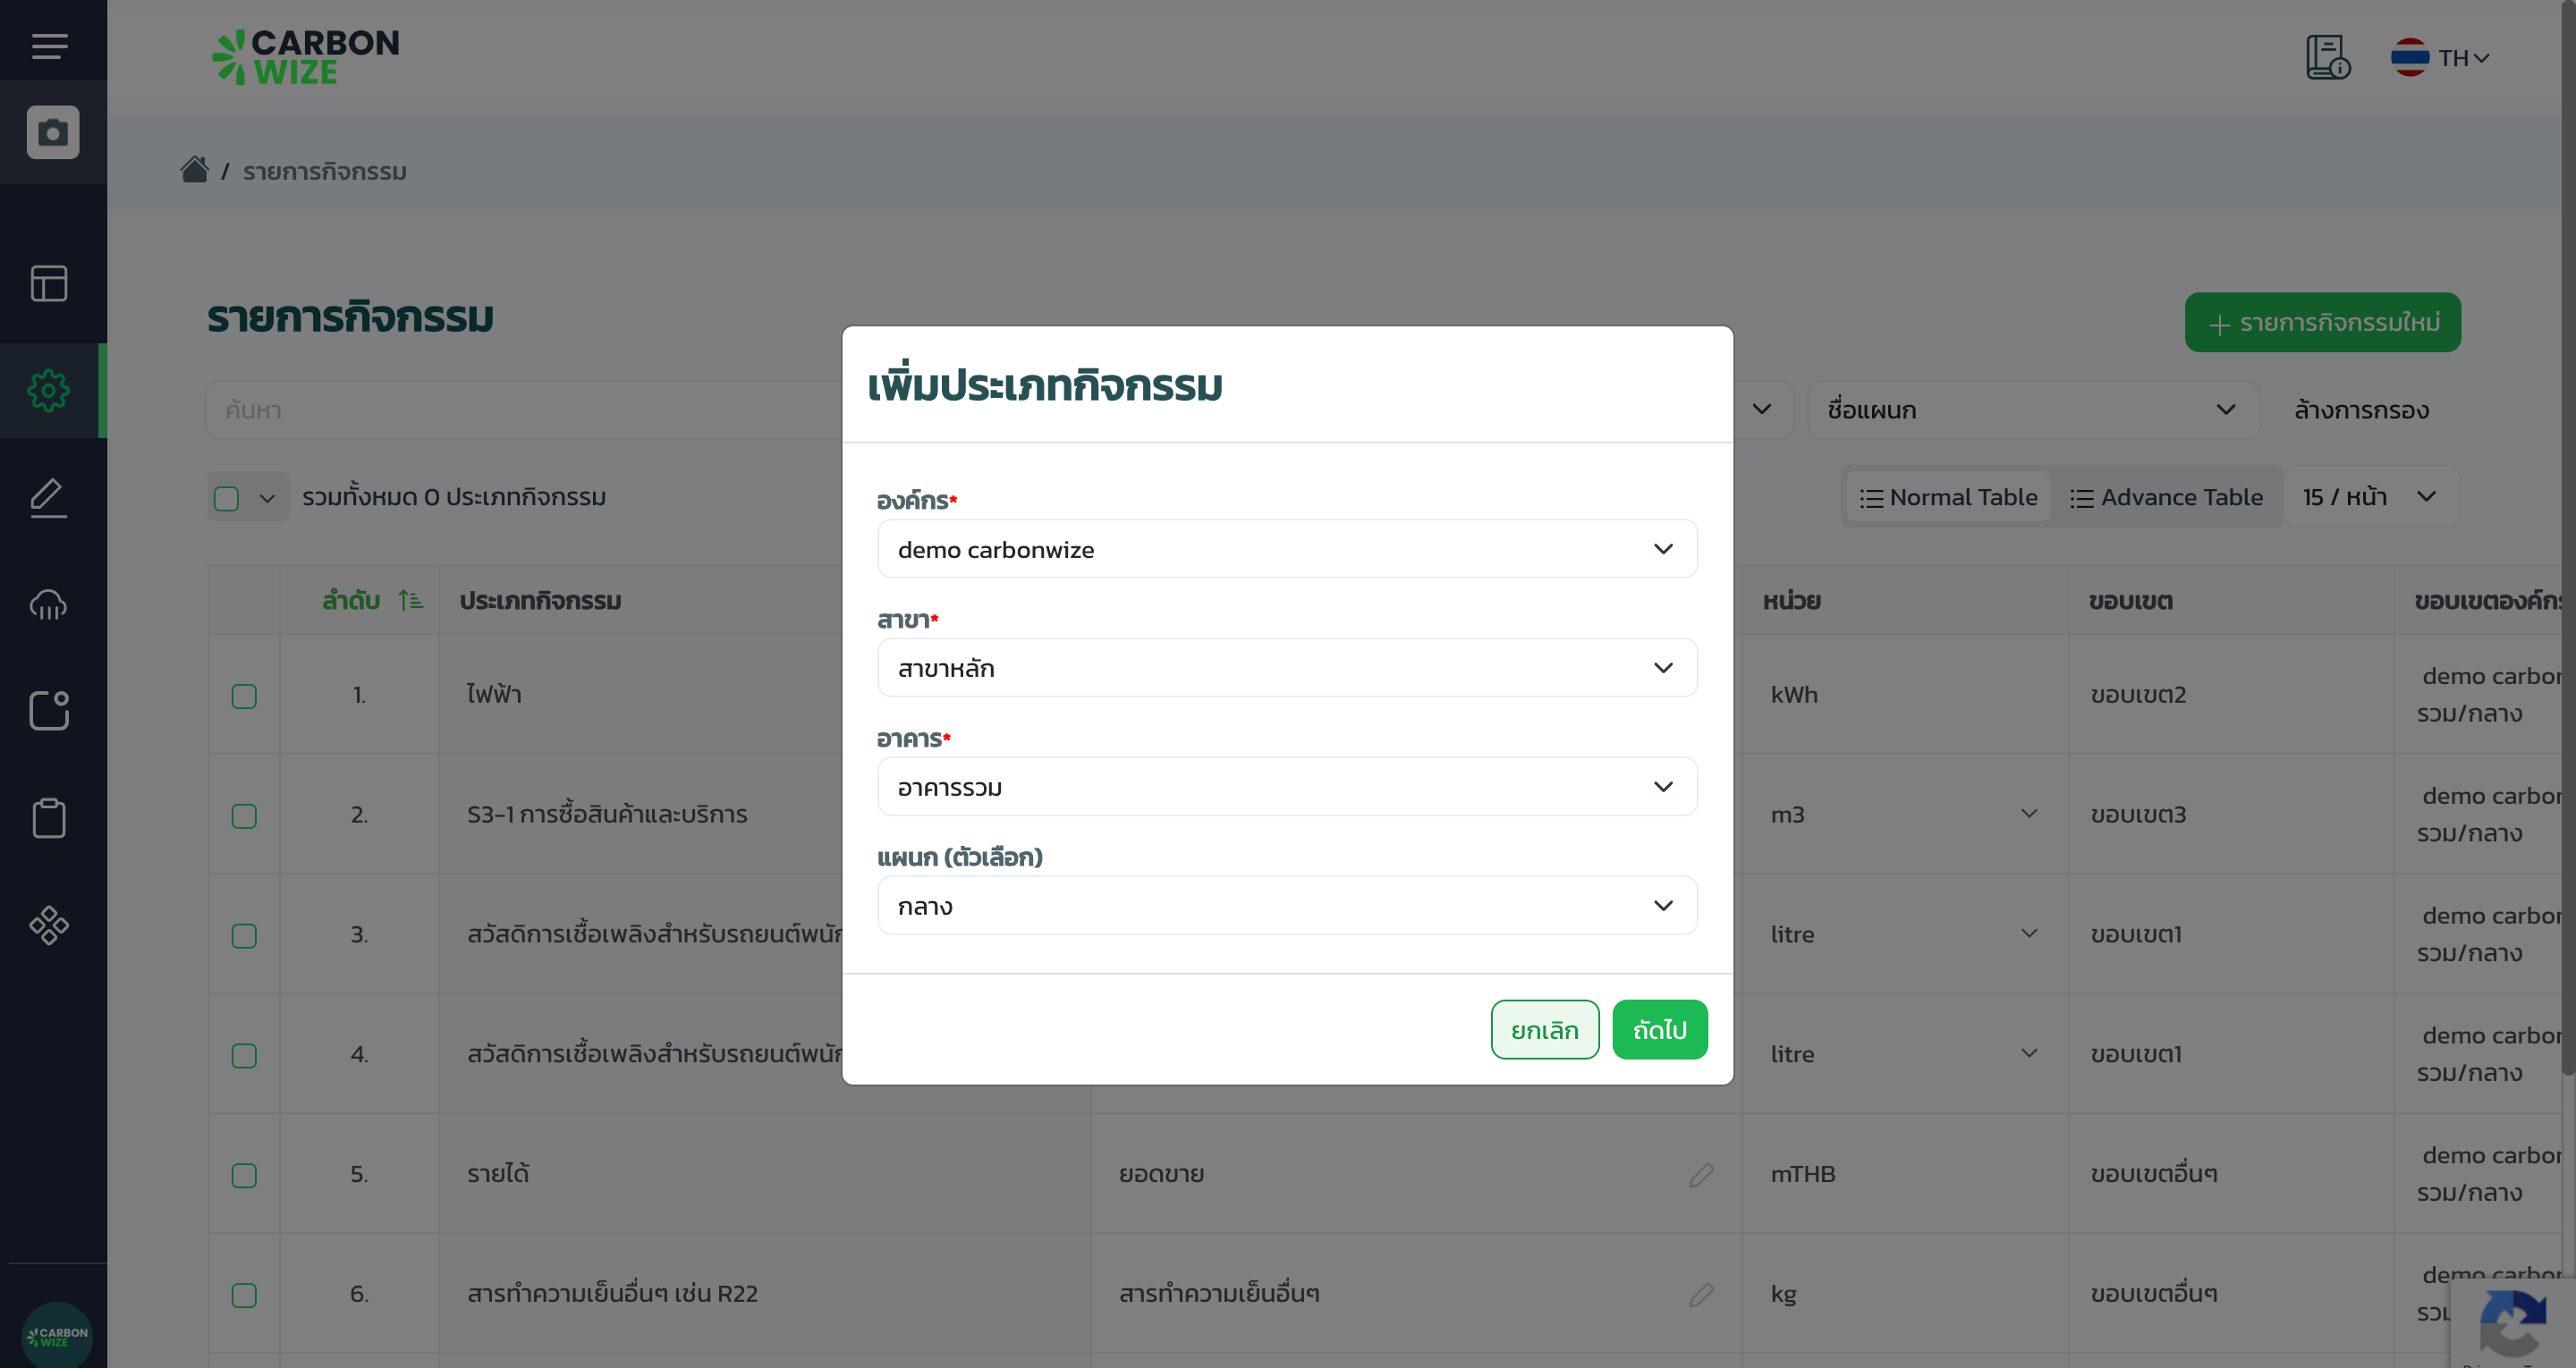 CARBON
WIZE
TH
/ รายการกิจกรรม
รายการกิจกรรม
รายการกิจกรรมใหม่
ค้นหา
ชื่อแผนก
ล้างการกรอง
รวมทั้งหมด 0 ประเภทกิจกรรม
Normal Table
Advance Table
15 / หน้า
ลำดับ
ประเภทกิจกรรม
หน่วย
ขอบเขต
ขอบเขตองค์กร
1.
ไฟฟ้า
kWh
ขอบเขต2
demo carbon
รวม/กลาง
2.
S3-1 การซื้อสินค้าและบริการ
m3
ขอบเขต3
demo carbon
รวม/กลาง
3.
สวัสดิการเชื้อเพลิงสำหรับรถยนต์พนัก
litre
ขอบเขต1
demo carbon
รวม/กลาง
4.
สวัสดิการเชื้อเพลิงสำหรับรถยนต์พนัก
litre
ขอบเขต1
demo carbon
รวม/กลาง
5.
รายได้
ยอดขาย
mTHB
ขอบเขตอื่นๆ
demo carbon
รวม/กลาง
6.
สารทำความเย็นอื่นๆ เช่น R22
สารทำความเย็นอื่นๆ
kg
ขอบเขตอื่นๆ
demo carbon
เพิ่มประเภทกิจกรรม
องค์กร*
demo carbonwize
สาขา*
สาขาหลัก
อาคาร*
อาคารรวม
แผนก (ตัวเลือก)
กลาง
ยกเลิก
ถัดไป
CARBON
WIZE